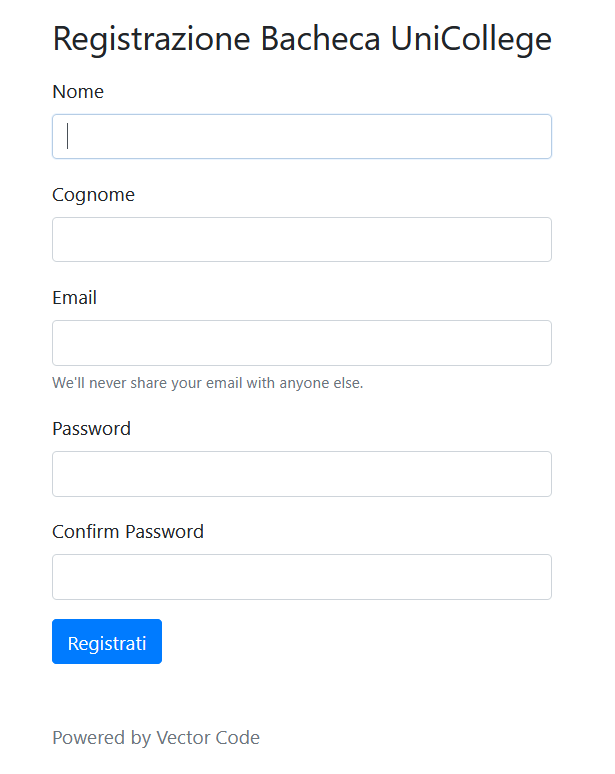 Registrazione Bacheca UniCollege
Nome
Cognome
Email
We'll never share your email with anyone else.
Password
Confirm Password
Registrati
Powered by Vector Code